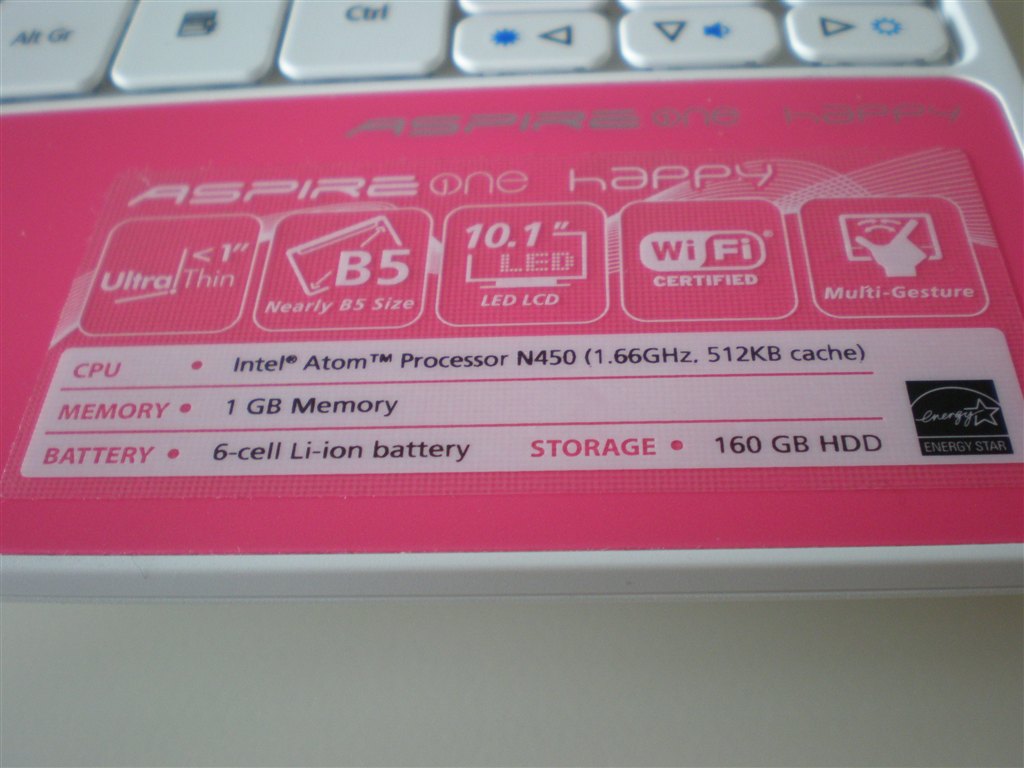 Alt Gr
Ctrl
ASPIRE one happy
ASPIRE one happy
Ultra Thin <1"
B5
Nearly B5 Size
10.1"
LED
LED LCD
Wi Fi®
CERTIFIED
Multi-Gesture
CPU • Intel® Atom™ Processor N450 (1.66GHz, 512KB cache)
MEMORY • 1 GB Memory
BATTERY • 6-cell Li-ion battery STORAGE • 160 GB HDD
energy
ENERGY STAR